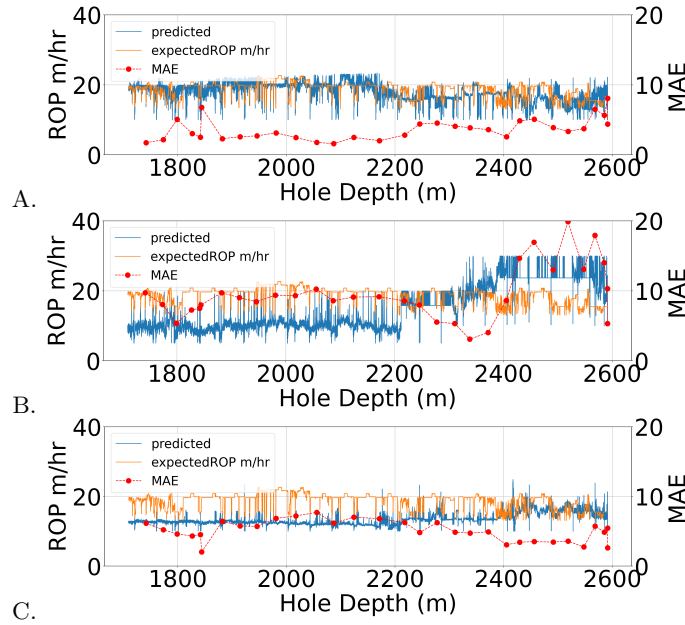 40
20
0
ROP m/hr
predicted
expectedROP m/hr
MAE
20
10
0
MAE
1800 2000 2200 2400 2600
Hole Depth (m)
A.
40
20
0
ROP m/hr
predicted
expectedROP m/hr
MAE
20
10
0
MAE
1800 2000 2200 2400 2600
Hole Depth (m)
B.
40
20
0
ROP m/hr
predicted
expectedROP m/hr
MAE
20
10
0
MAE
1800 2000 2200 2400 2600
Hole Depth (m)
C.